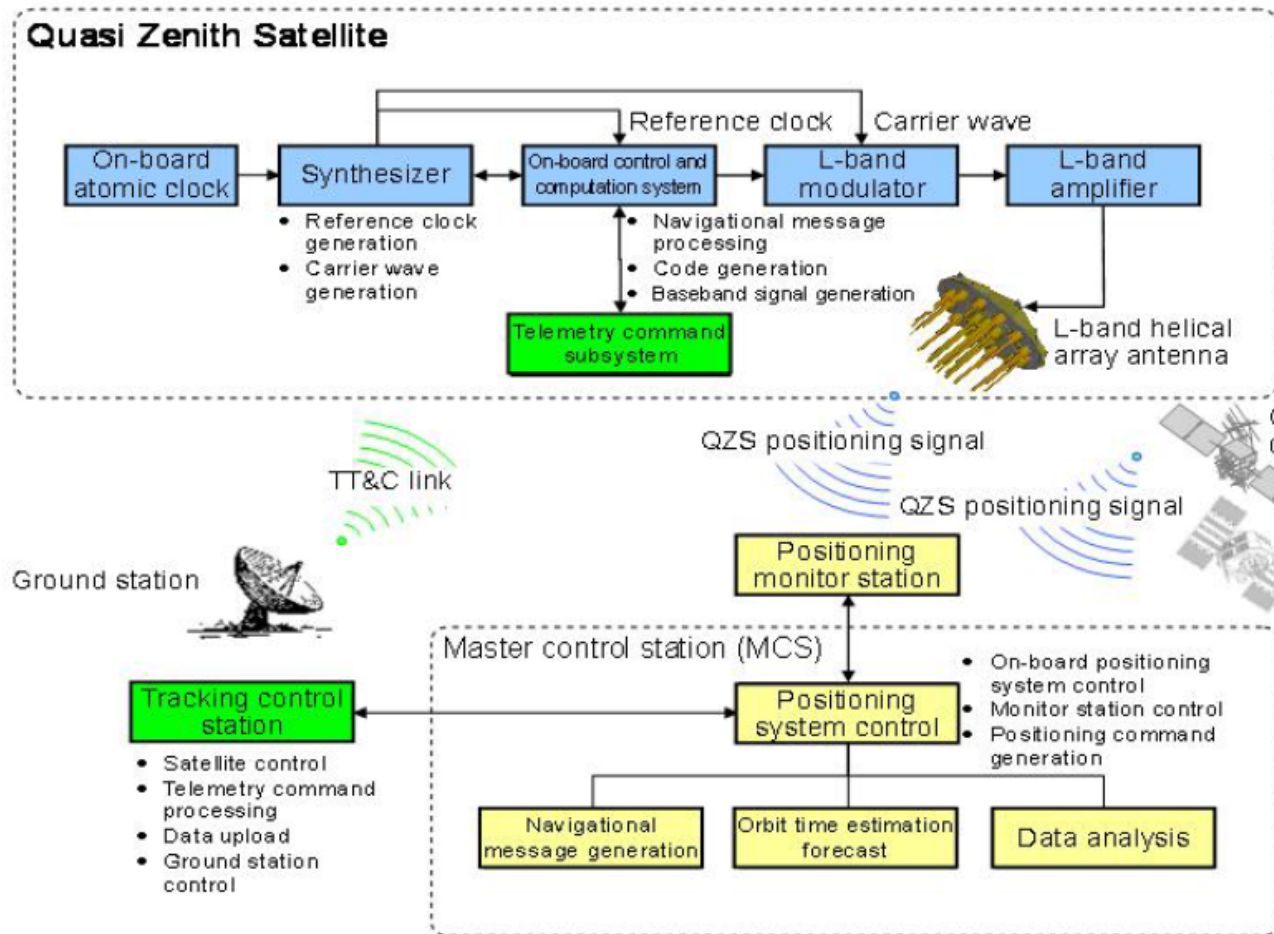 Quasi Zenith Satellite
Reference clock
Carrier wave
On-board
atomic clock
Synthesizer
On-board control and
computation system
L-band
modulator
L-band
amplifier
• Reference clock
generation
• Carrier wave
generation
• Navigational message
processing
• Code generation
• Baseband signal generation
Telemetry command
subsystem
L-band helical
array antenna
TT&C link
QZS positioning signal
QZS positioning signal
Ground station
Positioning
monitor station
Master control station (MCS)
Tracking control
station
• Satellite control
• Telemetry command
processing
• Data upload
• Ground station
control
Positioning
system control
• On-board positioning
system control
• Monitor station control
• Positioning command
generation
Navigational
message generation
Orbit time estimation
forecast
Data analysis